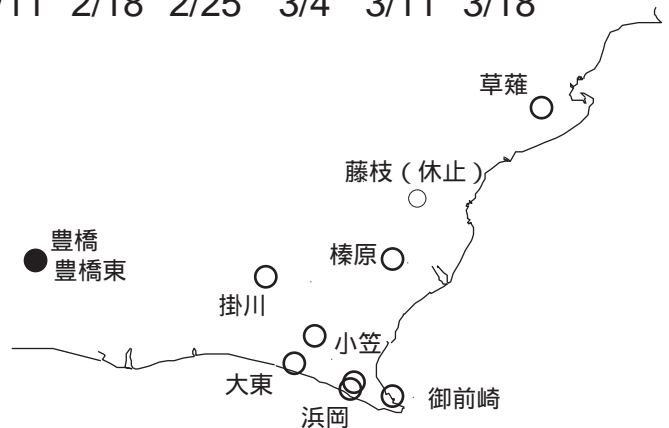 /11 2/18 2/25 3/4 3/11 3/18
草薙
藤枝（休止）
豊橋
豊橋東
榛原
掛川
小笠
大東
御前崎
浜岡